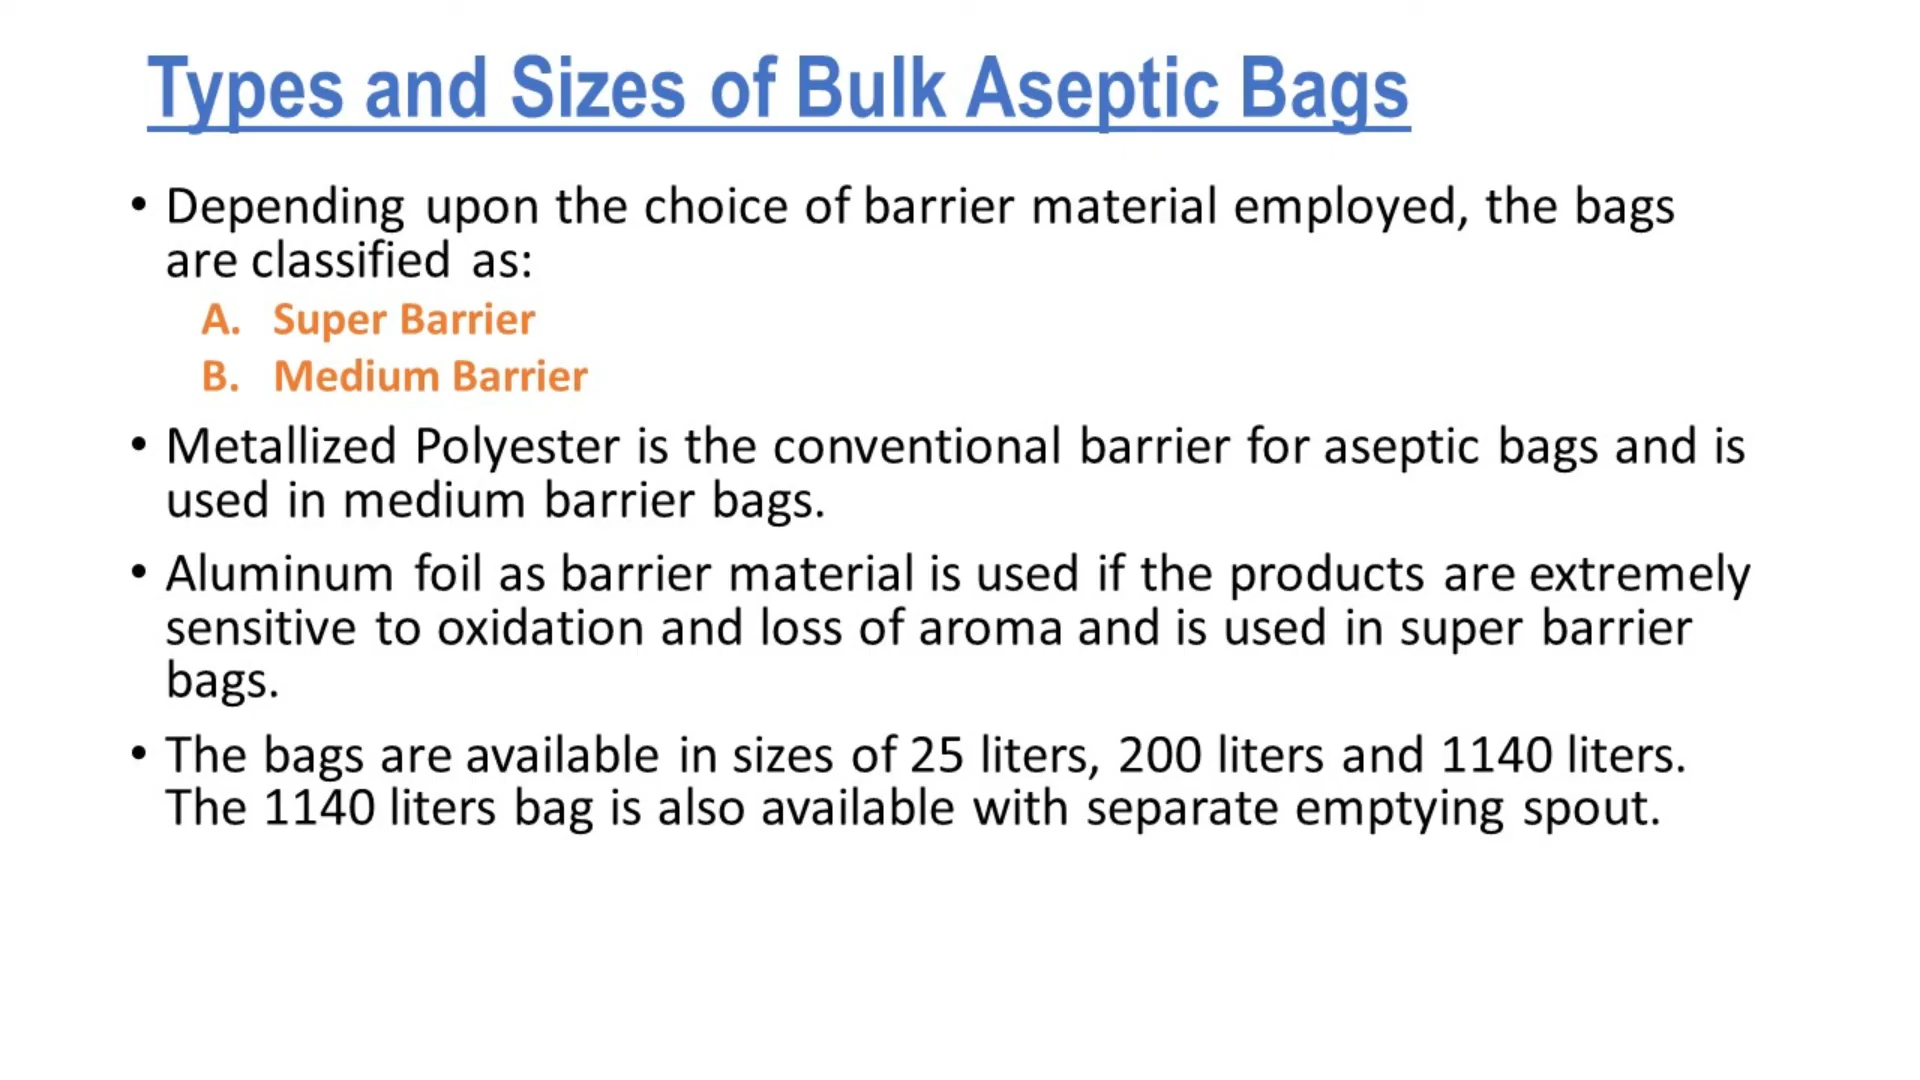 Types and Sizes of Bulk Aseptic Bags
• Depending upon the choice of barrier material employed, the bags
are classified as:
A. Super Barrier
B. Medium Barrier
• Metallized Polyester is the conventional barrier for aseptic bags and is
used in medium barrier bags.
• Aluminum foil as barrier material is used if the products are extremely
sensitive to oxidation and loss of aroma and is used in super barrier
bags.
• The bags are available in sizes of 25 liters, 200 liters and 1140 liters.
The 1140 liters bag is also available with separate emptying spout.